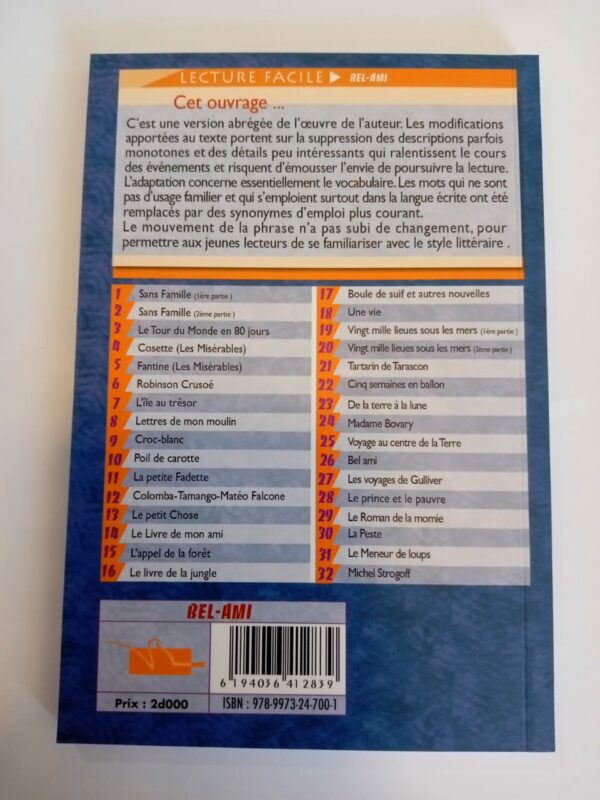 LECTURE FACILE ▶ BEL-AMI
Cet ouvrage ...
C'est une version abrégée de l'œuvre de l'auteur. Les modifications
apportées au texte portent sur la suppression des descriptions parfois
monotones et des détails peu intéressants qui ralentissent le cours
des événements et risquent d'émousser l'envie de poursuivre la lecture.
L'adaptation concerne essentiellement le vocabulaire. Les mots qui ne sont
pas d'usage familier et qui s'emploient surtout dans la langue écrite ont été
remplacés par des synonymes d'emploi plus courant.
Le mouvement de la phrase n'a pas subi de changement, pour
permettre aux jeunes lecteurs de se familiariser avec le style littéraire .
1 Sans Famille (1ère partie)
2 Sans Famille (2ème partie)
3 Le Tour du Monde en 80 jours
4 Cosette (Les Misérables)
5 Fantine (Les Misérables)
6 Robinson Crusoé
7 L'île au trésor
8 Lettres de mon moulin
9 Croc-blanc
10 Poil de carotte
11 La petite Fadette
12 Colomba-Tamango-Matéo Falcone
13 Le petit Chose
14 Le Livre de mon ami
15 L'appel de la forêt
16 Le livre de la jungle
17 Boule de suif et autres nouvelles
18 Une vie
19 Vingt mille lieues sous les mers (1ère partie)
20 Vingt mille lieues sous les mers (2ème partie)
21 Tartarin de Tarascon
22 Cinq semaines en ballon
23 De la terre à la lune
24 Madame Bovary
25 Voyage au centre de la Terre
26 Bel ami
27 Les voyages de Gulliver
28 Le prince et le pauvre
29 Le Roman de la momie
30 La Peste
31 Le Meneur de loups
32 Michel Strogoff
BEL-AMI
6 194036 412839
Prix : 2d000
ISBN : 978-9973-24-700-1